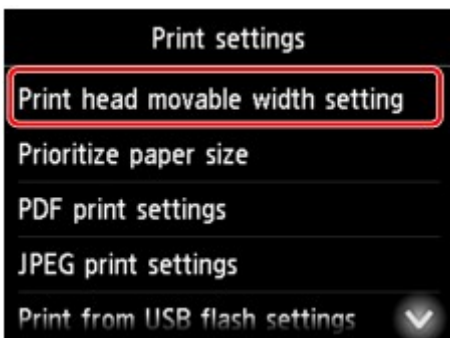 Print settings
Print head movable width setting
Prioritize paper size
PDF print settings
JPEG print settings
Print from USB flash settings